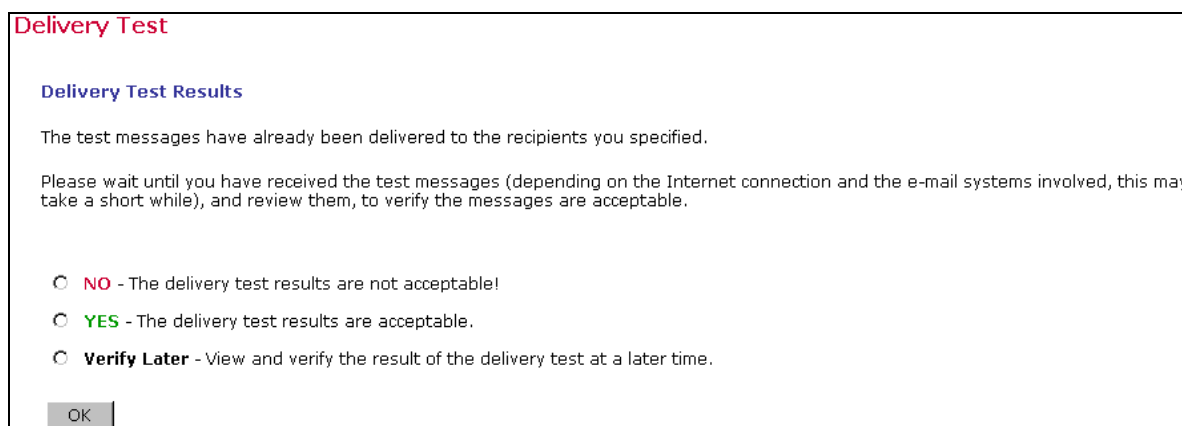 Delivery Test
Delivery Test Results
The test messages have already been delivered to the recipients you specified.
Please wait until you have received the test messages (depending on the Internet connection and the e-mail systems involved, this may
take a short while), and review them, to verify the messages are acceptable.
NO - The delivery test results are not acceptable!
YES - The delivery test results are acceptable.
Verify Later - View and verify the result of the delivery test at a later time.
OK